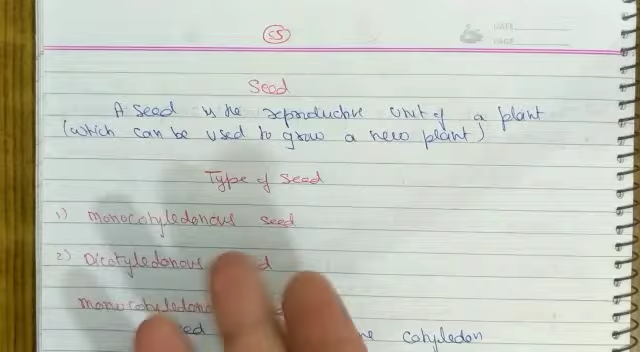 55
DATE
PAGE
Seed
A seed is the reproductive unit of a plant
(which can be used to grow a new plant)
Type of seed
1) monocotyledonous seed
2) Dicotyledonous
cotyledon